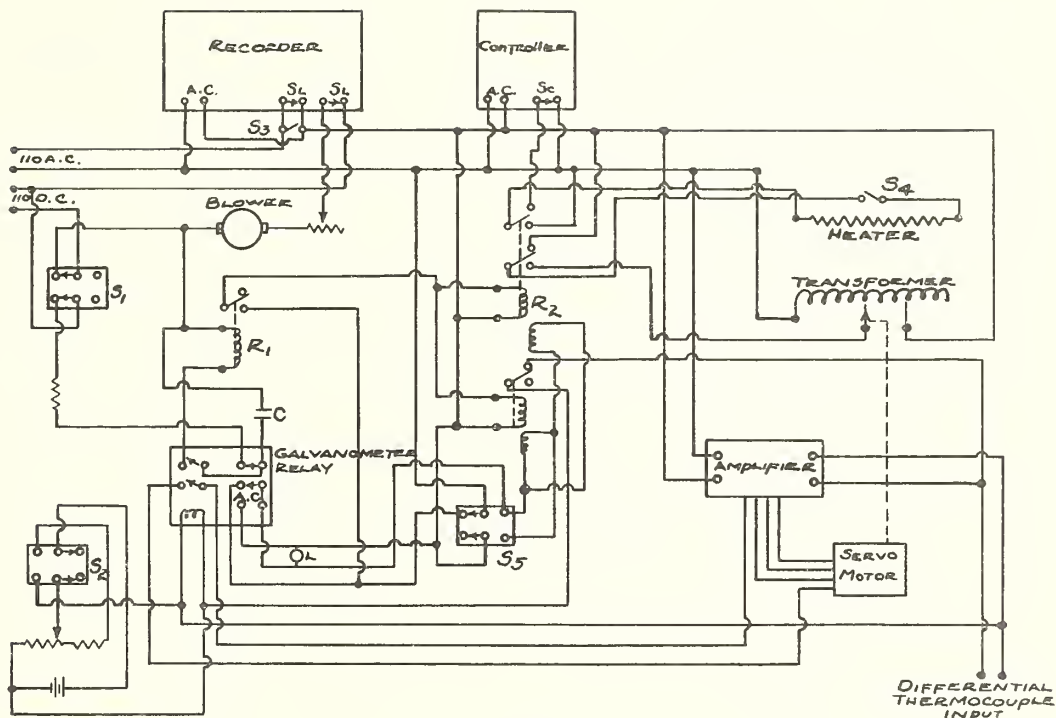 RECORDER
CONTROLLER
A.C.
SL
SL
A.C.
SC
S3
110 A.C.
110 D.C.
BLOWER
S4
HEATER
S1
TRANSFORMER
R2
R1
C
GALVANOMETER
RELAY
A.C.
AMPLIFIER
L
S5
S2
SERVO
MOTOR
DIFFERENTIAL
THERMOCOUPLE
INPUT